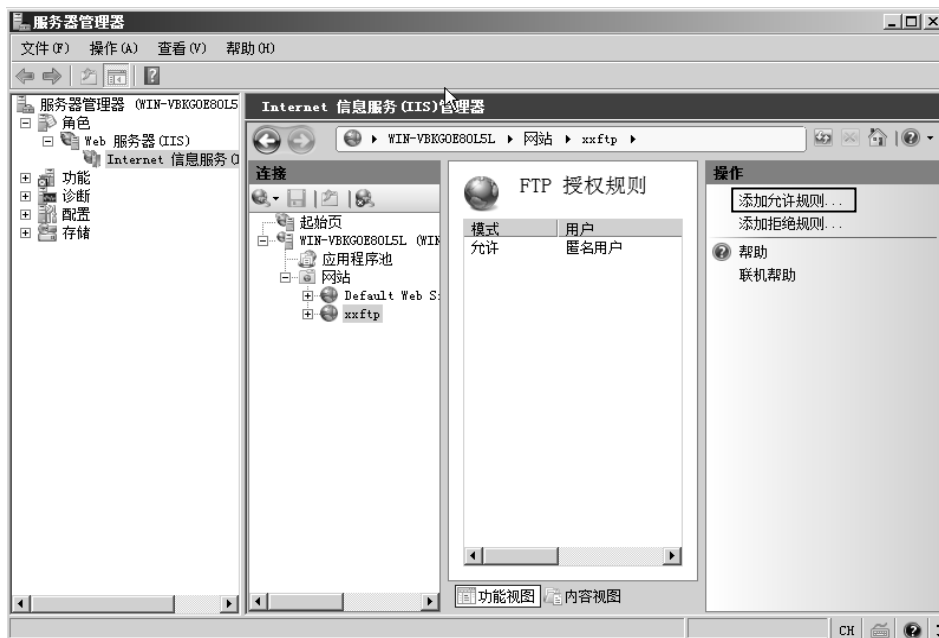 服务器管理器
文件(F) 操作(A) 查看(V) 帮助(H)
服务器管理器 (WIN-VBKGOE80L5
角色
Web 服务器(IIS)
Internet 信息服务(I
功能
诊断
配置
存储
Internet 信息服务(IIS)管理器
WIN-VBKGOE80L5L 网站 xxftp
连接
起始页
WIN-VBKGOE80L5L (WIN
应用程序池
网站
Default Web S
xxftp
FTP 授权规则
模式 用户
允许 匿名用户
功能视图 内容视图
操作
添加允许规则...
添加拒绝规则...
帮助
联机帮助
CH